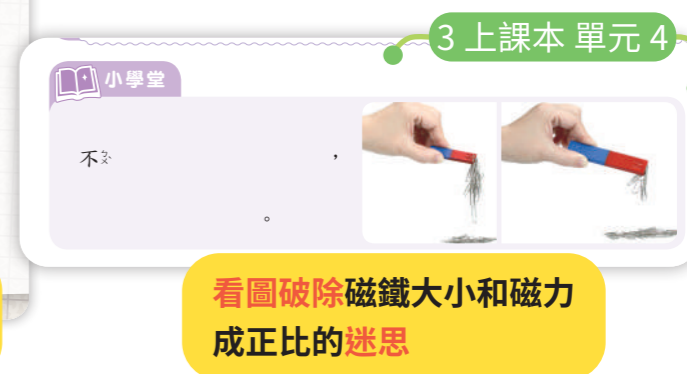 3 上課本 單元 4
小學堂
不ㄅㄨˋ ，
。
看圖破除磁鐵大小和磁力
成正比的迷思